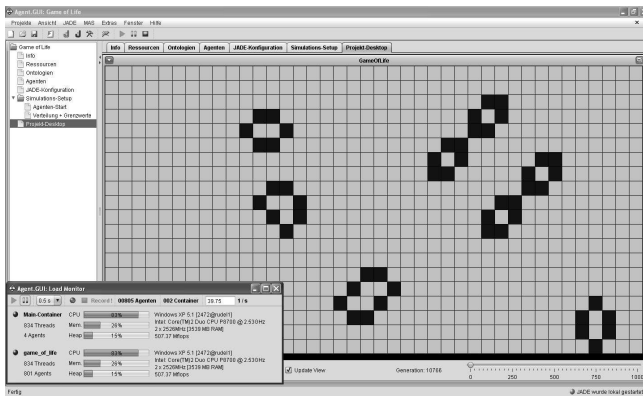 Agent.GUI: Game of Life
Projekte Ansicht JADE MAS Extras Fenster Hilfe
Info Ressourcen Ontologien Agenten JADE-Konfiguration Simulations-Setup Projekt-Desktop
GameOfLife
Game of Life
Info
Ressourcen
Ontologien
Agenten
JADE-Konfiguration
Simulations-Setup
Agenten-Start
Verteilung + Grenzwerte
Projekt-Desktop
Agent.GUI: Load Monitor
0.5 s Record! 00805 Agenten 002 Container 39.75 1 / s
Main-Container CPU 83% Windows XP 5.1 [2472@rudel1]
834 Threads Mem. 26% Intel: Core(TM)2 Duo CPU P8700 @ 2.53GHz
2 x 2526MHz [3539 MB RAM]
4 Agents Heap 15% 507.37 Mflops
game_of_life CPU 83% Windows XP 5.1 [2472@rudel1]
834 Threads Mem. 26% Intel: Core(TM)2 Duo CPU P8700 @ 2.53GHz
2 x 2526MHz [3539 MB RAM]
801 Agents Heap 15% 507.37 Mflops
Update View Generation: 10766
0 250 500 750 1000
Fertig JADE wurde lokal gestartet